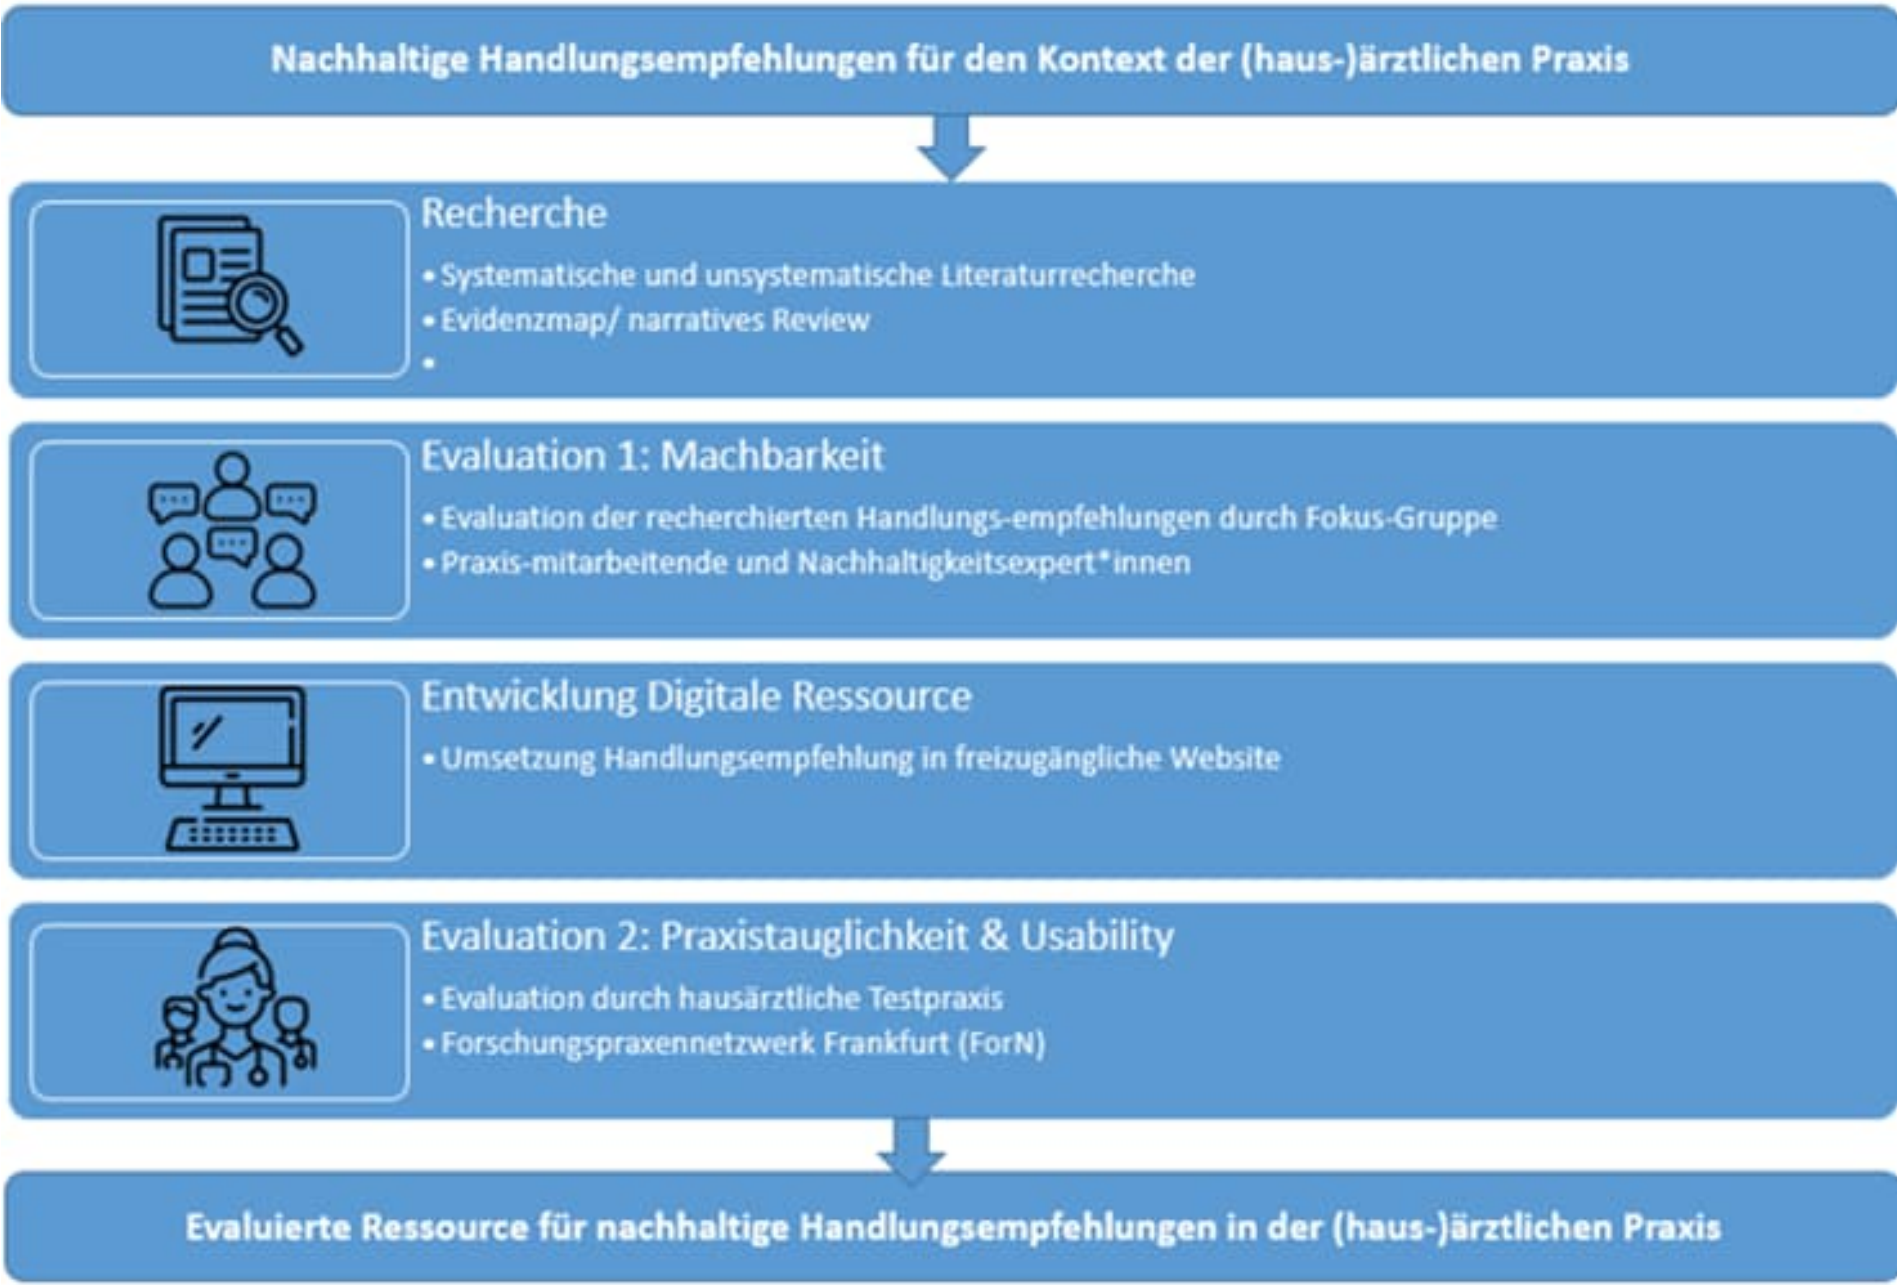 Nachhaltige Handlungsempfehlungen für den Kontext der (haus-)ärztlichen Praxis
Recherche
• Systematische und unsystematische Literaturrecherche
• Evidenzmap/ narratives Review
•
Evaluation 1: Machbarkeit
• Evaluation der recherchierten Handlungs-empfehlungen durch Fokus-Gruppe
• Praxis-mitarbeitende und Nachhaltigkeitsexpert*innen
Entwicklung Digitale Ressource
• Umsetzung Handlungsempfehlung in freizugängliche Website
Evaluation 2: Praxistauglichkeit & Usability
• Evaluation durch hausärztliche Testpraxis
• Forschungspraxennetzwerk Frankfurt (ForN)
Evaluierte Ressource für nachhaltige Handlungsempfehlungen in der (haus-)ärztlichen Praxis